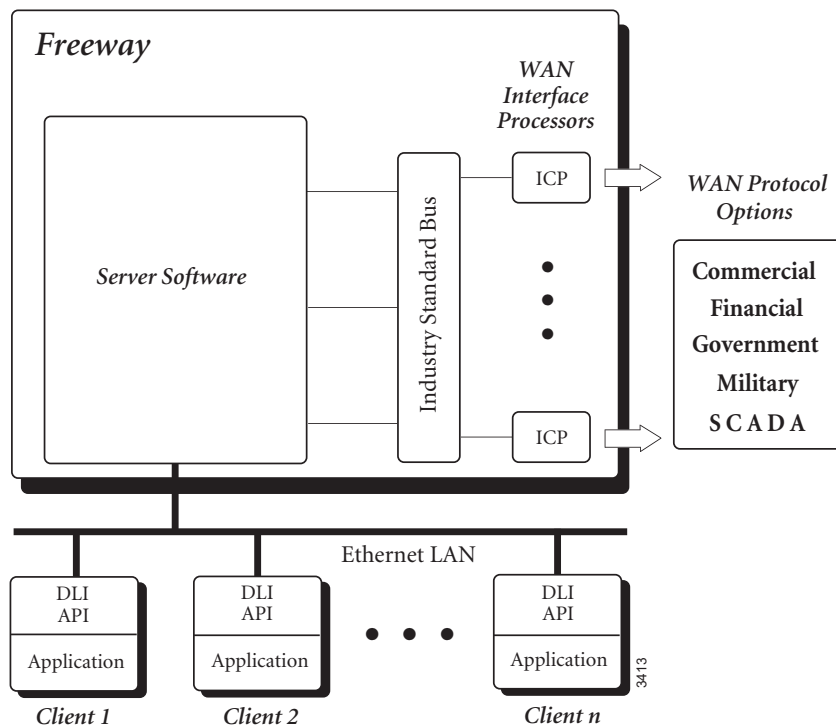 Freeway
WAN
Interface
Processors
ICP
WAN Protocol
Options
Server Software
Industry Standard Bus
Commercial
Financial
Government
Military
SCADA
ICP
Ethernet LAN
DLI
API
Application
Client 1
DLI
API
Application
Client 2
DLI
API
Application
Client n
3413